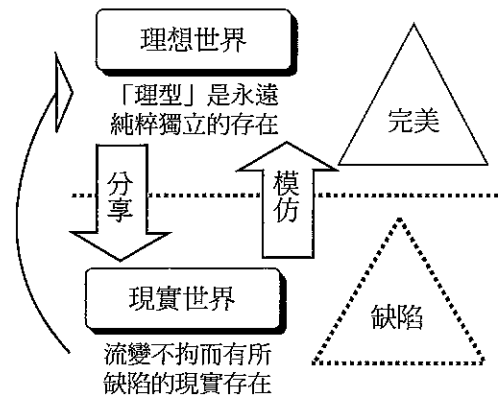 理想世界
「理型」是永遠
純粹獨立的存在
完美
分享
模仿
現實世界
缺陷
流變不拘而有所
缺陷的現實存在